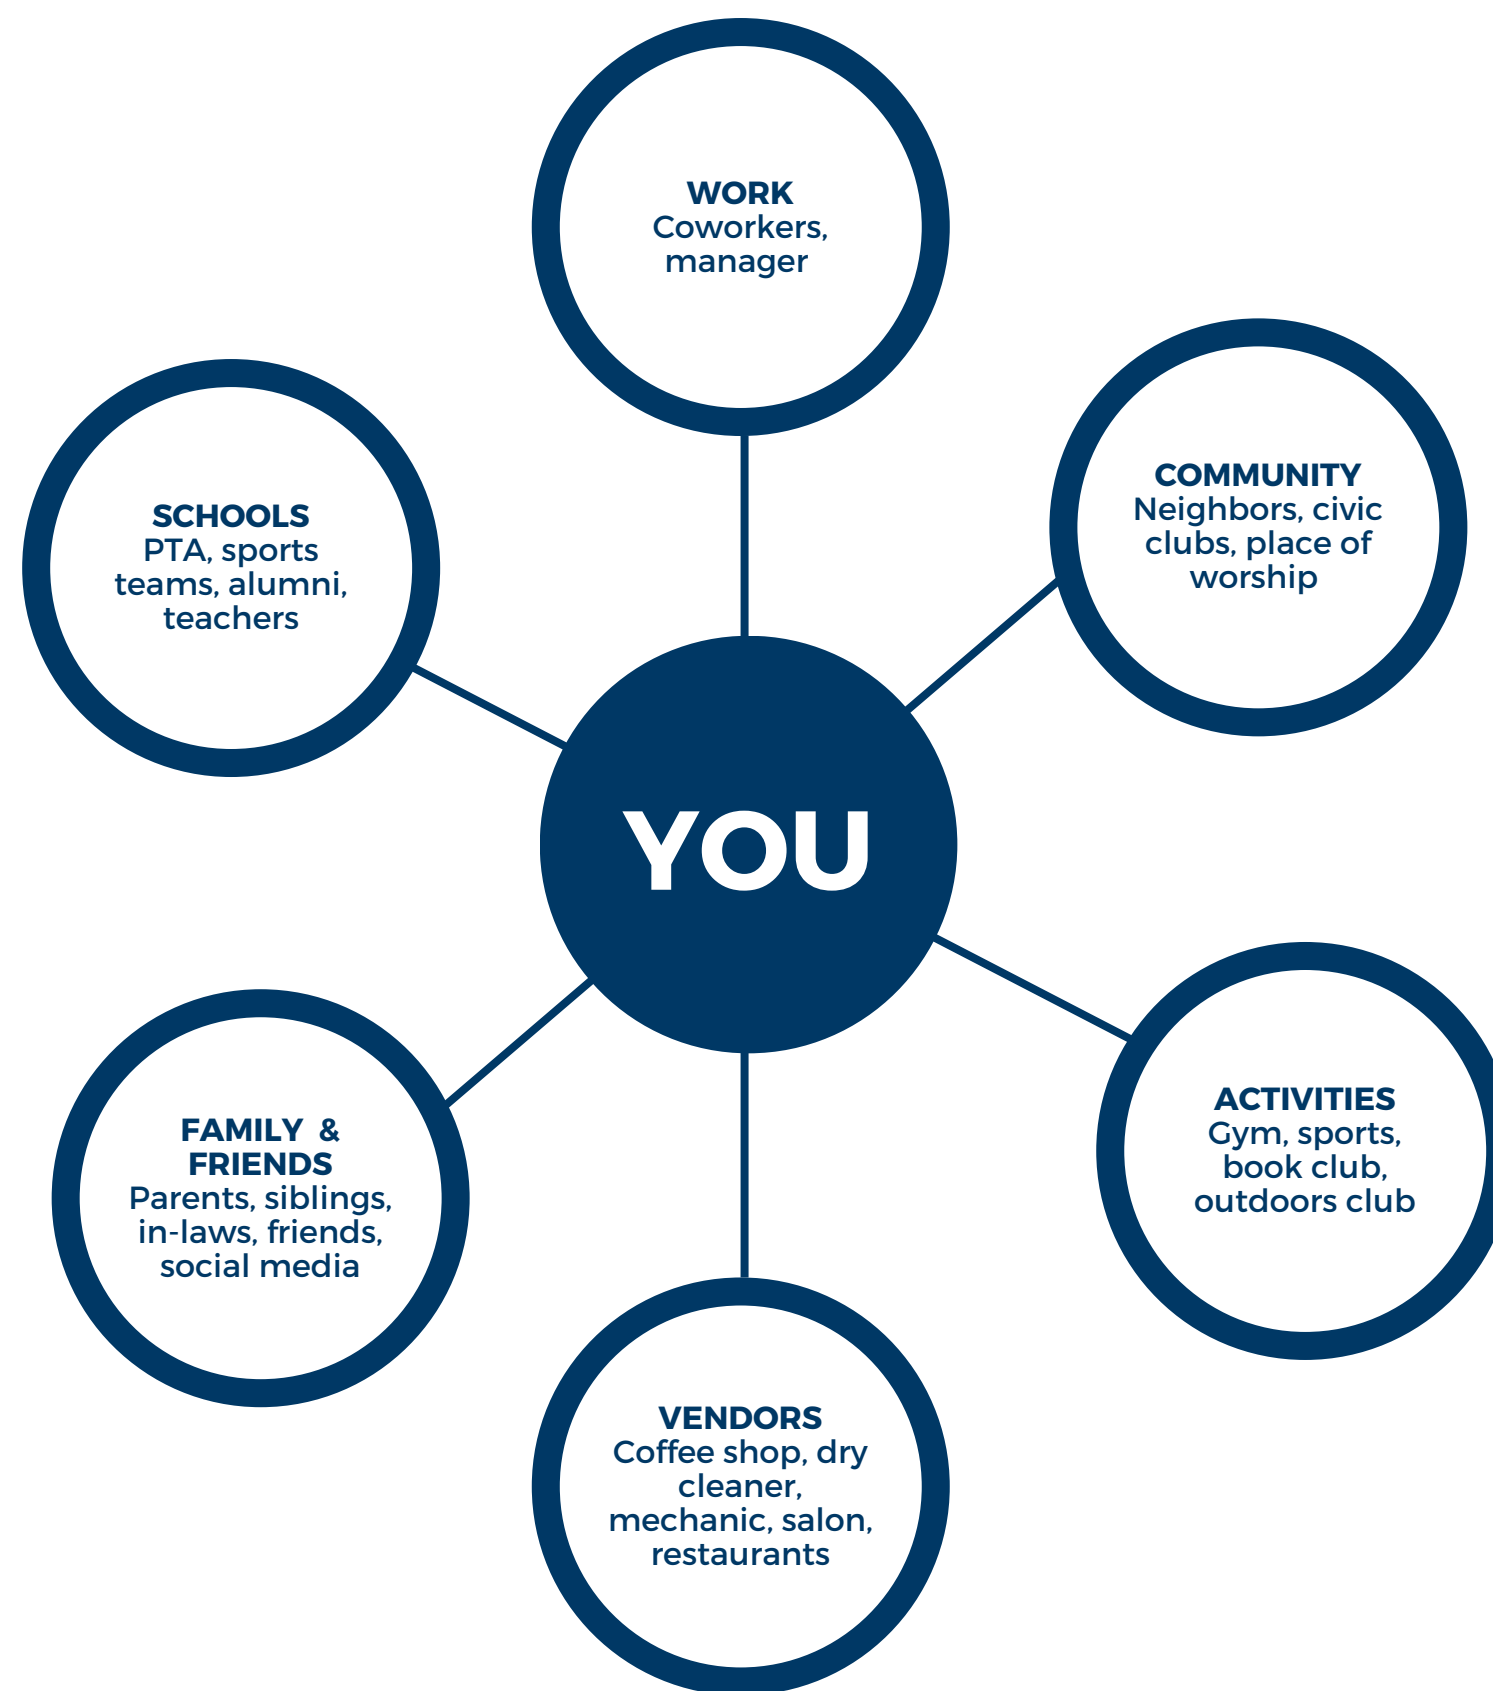 WORK
Coworkers,
manager
COMMUNITY
Neighbors, civic
clubs, place of
worship
SCHOOLS
PTA, sports
teams, alumni,
teachers
YOU
ACTIVITIES
Gym, sports,
book club,
outdoors club
FAMILY &
FRIENDS
Parents, siblings,
in-laws, friends,
social media
VENDORS
Coffee shop, dry
cleaner,
mechanic, salon,
restaurants